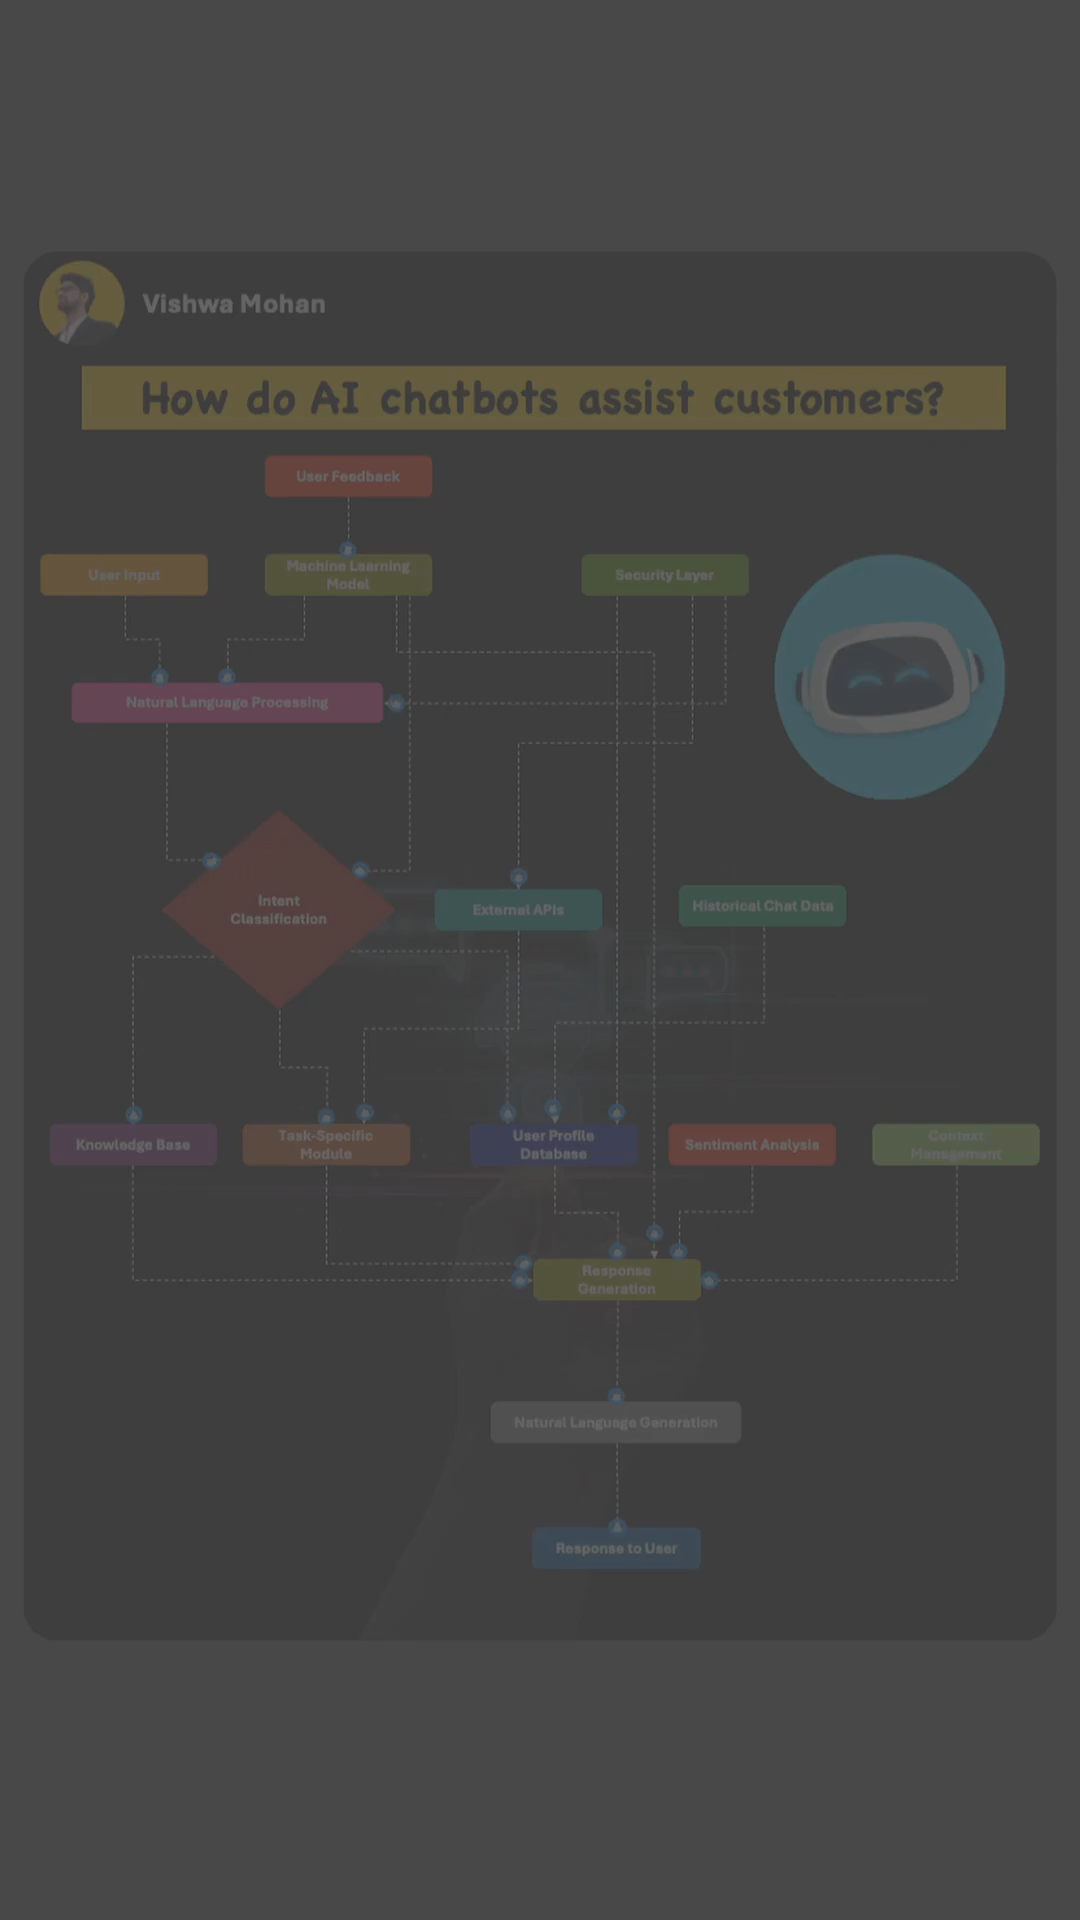 Vishwa Mohan
How do AI chatbots assist customers?
User Feedback
User Input
Machine Learning
Model
Security Layer
Natural Language Processing
Intent
Classification
External APIs
Historical Chat Data
Knowledge Base
Task-Specific
Module
User Profile
Database
Sentiment Analysis
Context
Management
Response
Generation
Natural Language Generation
Response to User